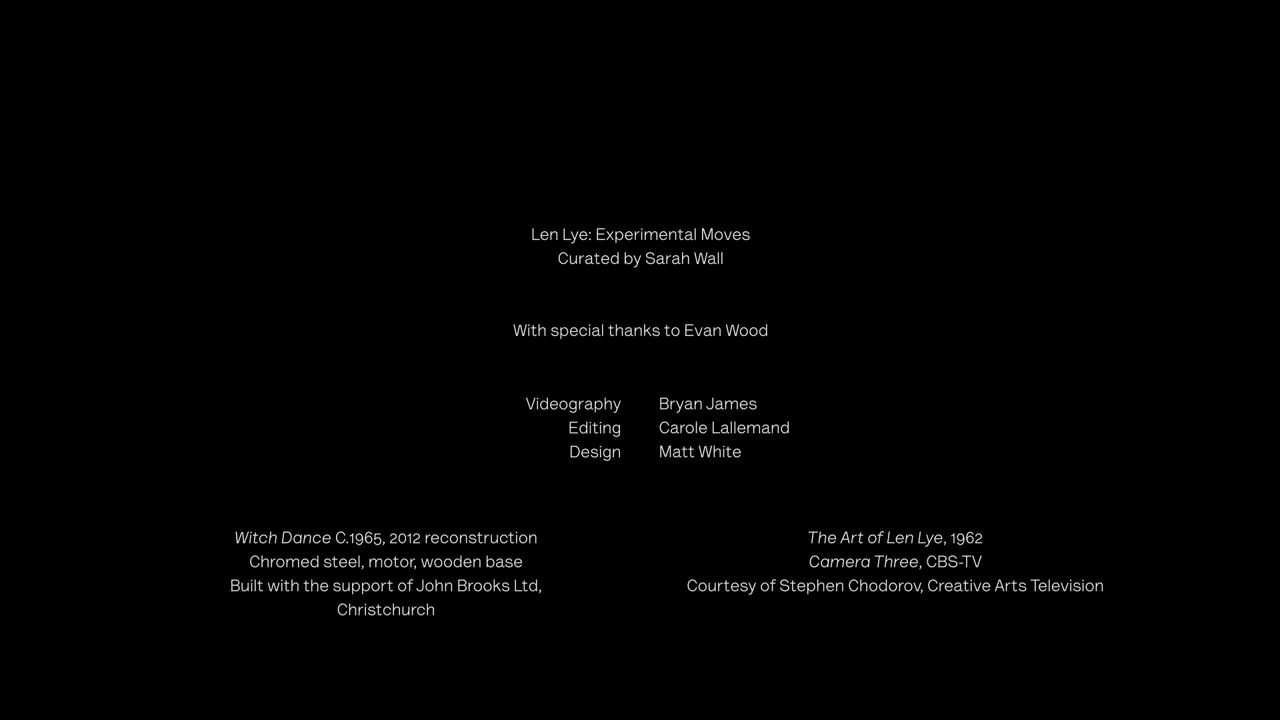 Len Lye: Experimental Moves
Curated by Sarah Wall
With special thanks to Evan Wood
Videography Bryan James
Editing Carole Lallemand
Design Matt White
Witch Dance C.1965, 2012 reconstruction
Chromed steel, motor, wooden base
Built with the support of John Brooks Ltd,
Christchurch
The Art of Len Lye, 1962
Camera Three, CBS-TV
Courtesy of Stephen Chodorov, Creative Arts Television